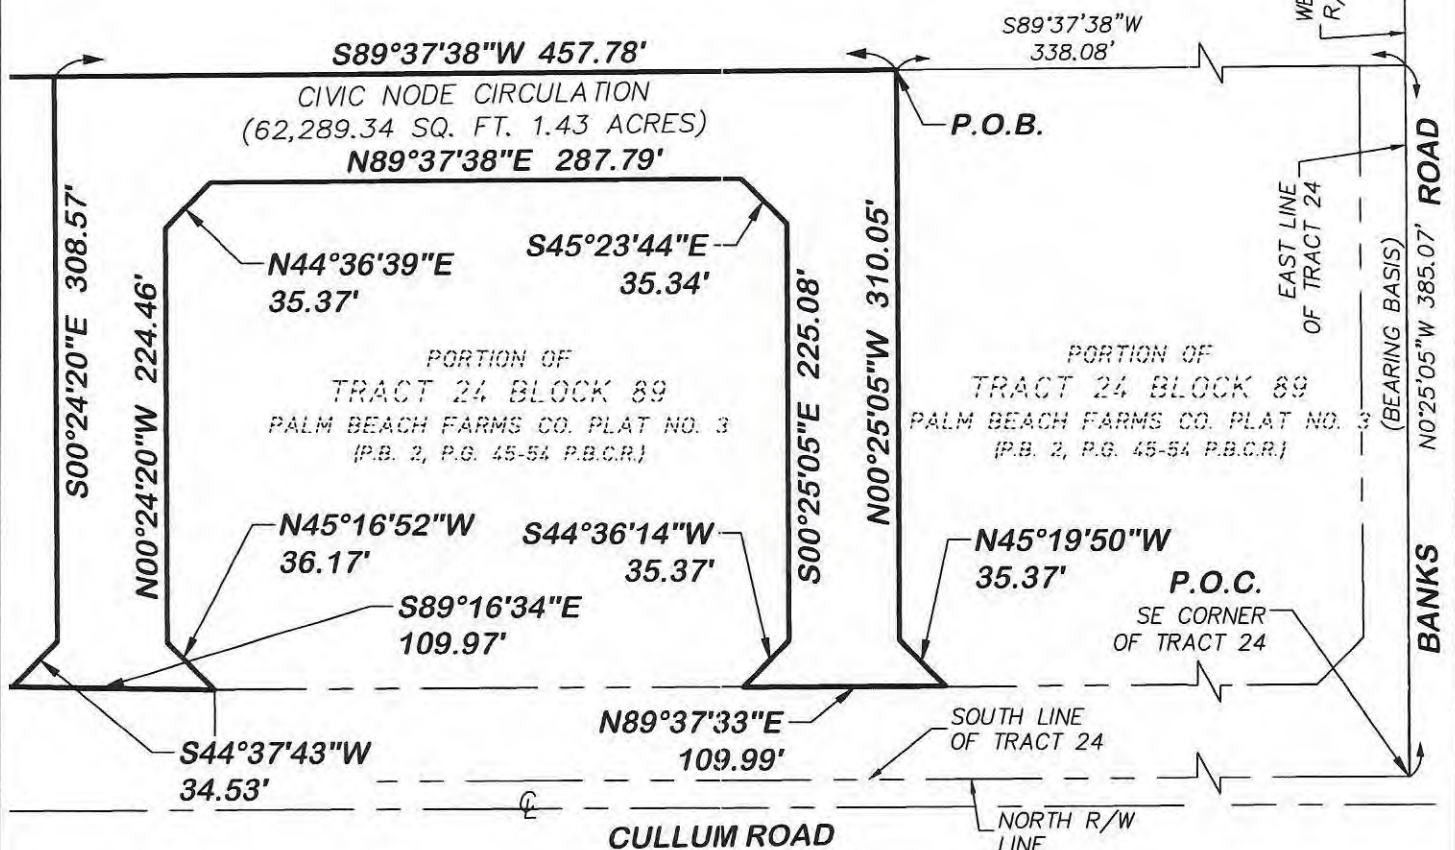 WE
R/
S89°37'38"W
338.08'
S89°37'38"W 457.78'
CIVIC NODE CIRCULATION
(62,289.34 SQ. FT. 1.43 ACRES)
N89°37'38"E 287.79'
P.O.B.
ROAD
EAST LINE
OF TRACT 24
(BEARING BASIS)
N0°25'05"W 385.07'
S00°24'20"E 308.57'
N00°24'20"W 224.46'
N44°36'39"E
35.37'
S45°23'44"E
35.34'
S00°25'05"E 225.08'
N00°25'05"W 310.05'
PORTION OF
TRACT 24 BLOCK 89
PALM BEACH FARMS CO. PLAT NO. 3
(P.B. 2, P.G. 45-54 P.B.C.R.)
PORTION OF
TRACT 24 BLOCK 89
PALM BEACH FARMS CO. PLAT NO. 3
(P.B. 2, P.G. 45-54 P.B.C.R.)
N45°16'52"W
36.17'
S44°36'14"W
35.37'
N45°19'50"W
35.37'
P.O.C.
SE CORNER
OF TRACT 24
BANKS
S89°16'34"E
109.97'
S44°37'43"W
34.53'
N89°37'33"E
109.99'
SOUTH LINE
OF TRACT 24
CL
CULLUM ROAD
NORTH R/W
LINE